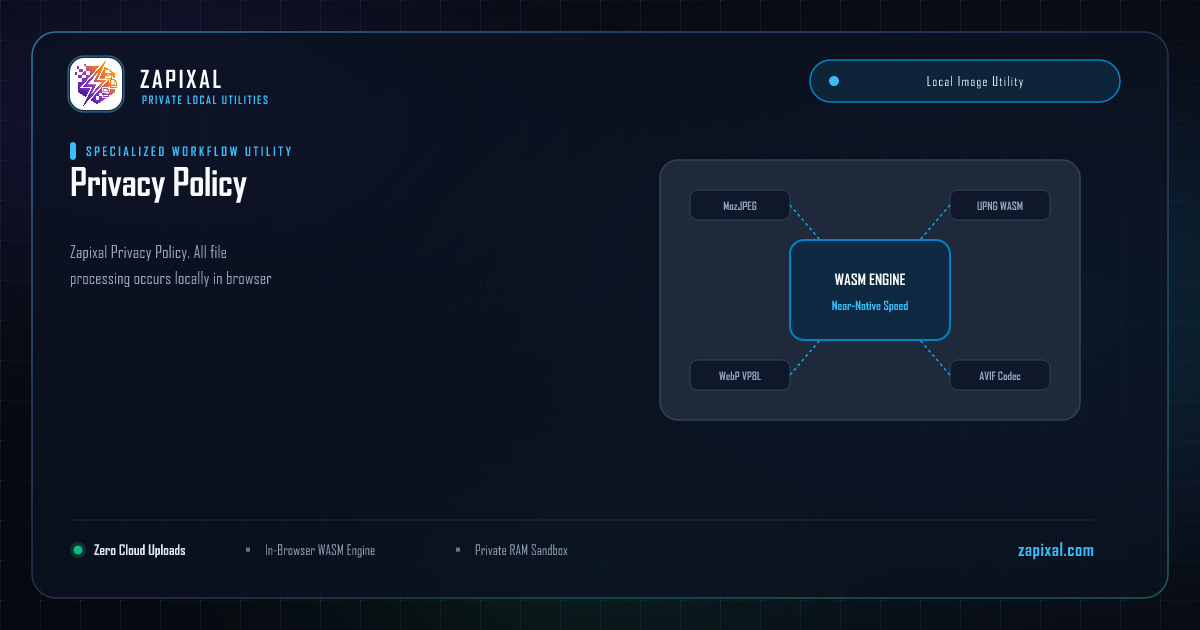 ZAPIXAL
PRIVATE LOCAL UTILITIES
Local Image Utility
SPECIALIZED WORKFLOW UTILITY
Privacy Policy
Zapixal Privacy Policy. All file
processing occurs locally in browser
MozJPEG
UPNG WASM
WASM ENGINE
Near-Native Speed
WebP VP8L
AVIF Codec
Zero Cloud Uploads
In-Browser WASM Engine
Private RAM Sandbox
zapixal.com